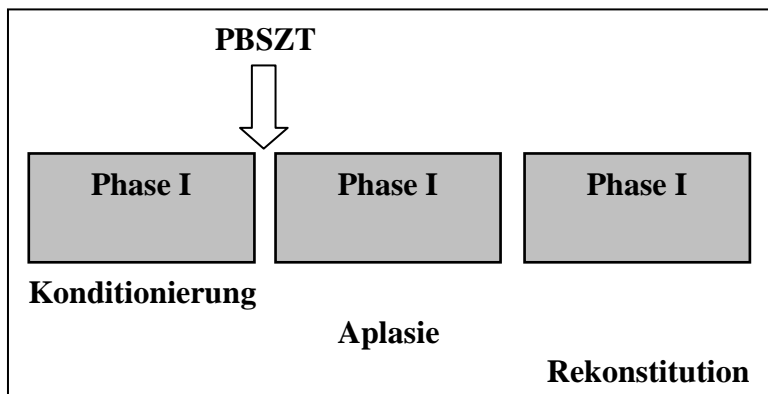 PBSZT
Phase I Phase I Phase I
Konditionierung
Aplasie
Rekonstitution